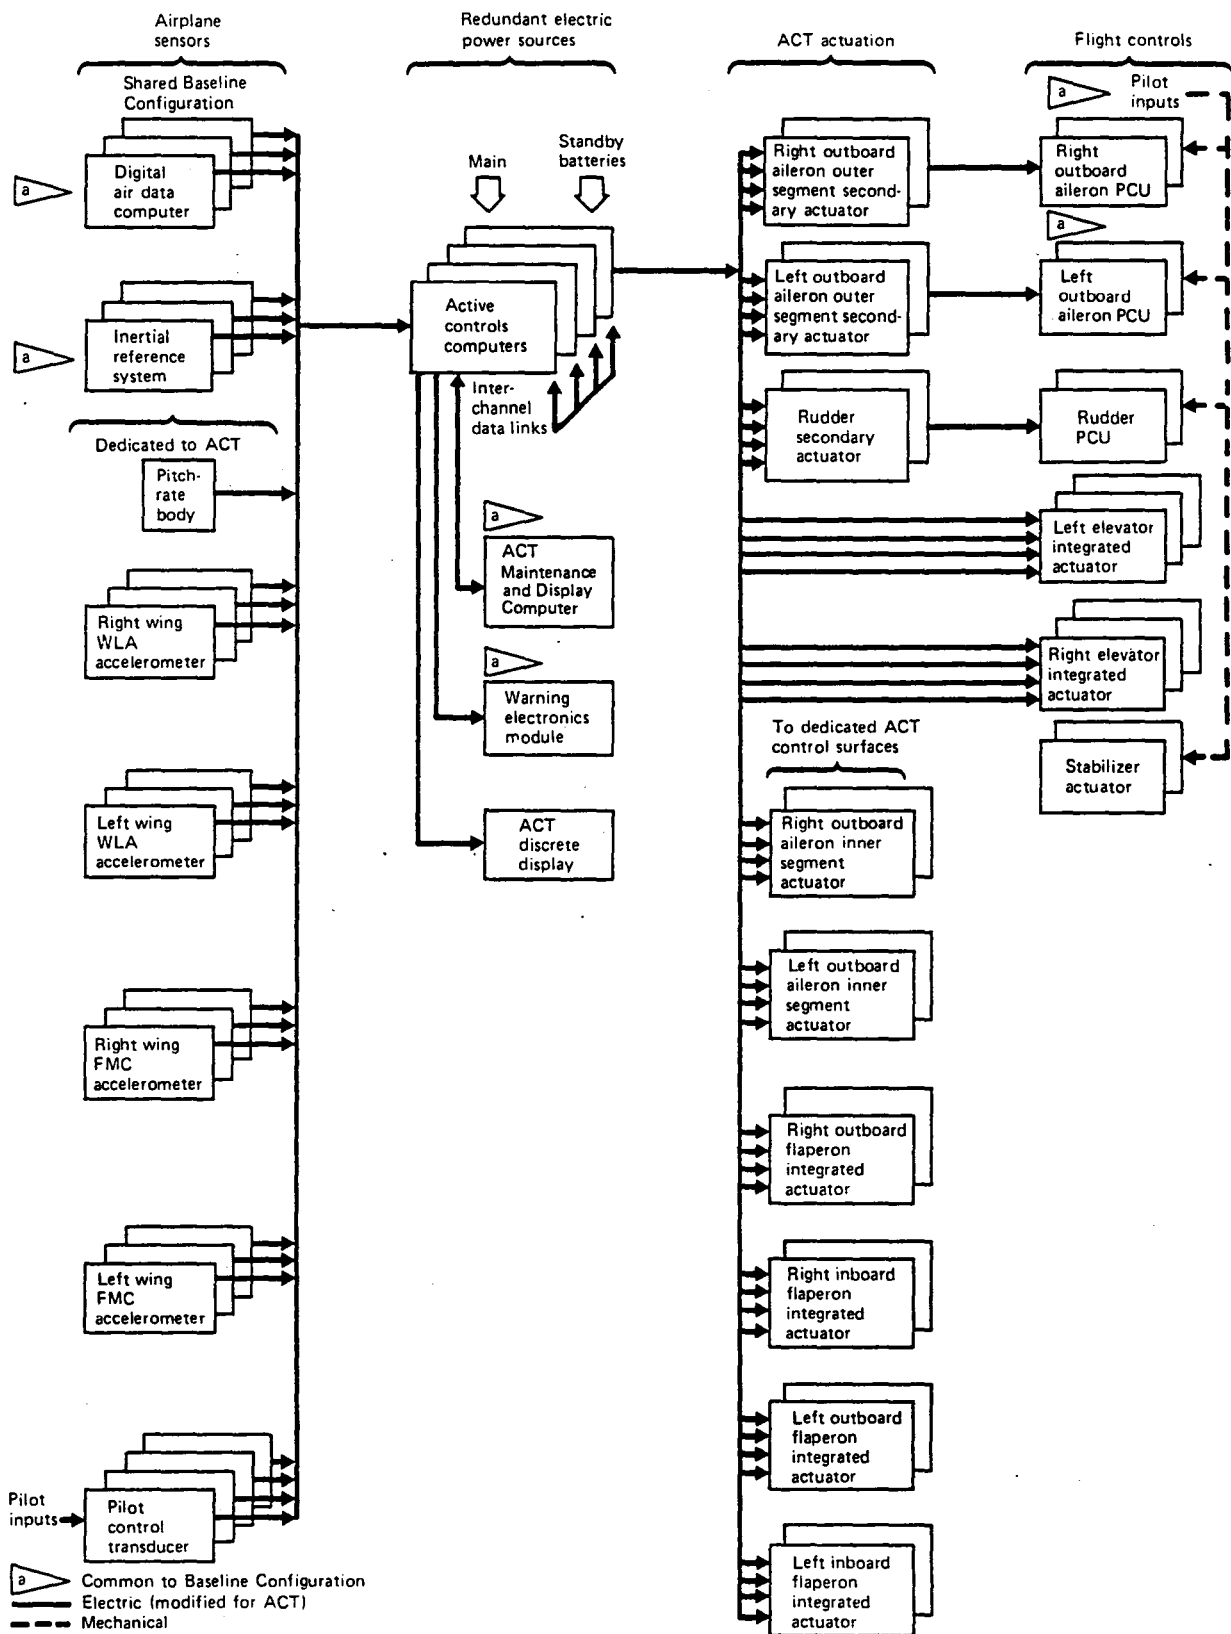 Airplane
sensors
Redundant electric
power sources
ACT actuation
Flight controls
Shared Baseline
Configuration
a
Digital
air data
computer
a
Inertial
reference
system
Dedicated to ACT
Pitch-
rate
body
Right wing
WLA
accelerometer
Left wing
WLA
accelerometer
Right wing
FMC
accelerometer
Left wing
FMC
accelerometer
Pilot
inputs
Pilot
control
transducer
Main
Standby
batteries
Active
controls
computers
Inter-
channel
data links
a
ACT
Maintenance
and Display
Computer
a
Warning
electronics
module
ACT
discrete
display
Right outboard
aileron outer
segment second-
ary actuator
Left outboard
aileron outer
segment second-
ary actuator
Rudder
secondary
actuator
To dedicated ACT
control surfaces
Right outboard
aileron inner
segment
actuator
Left outboard
aileron inner
segment
actuator
Right outboard
flaperon
integrated
actuator
Right inboard
flaperon
integrated
actuator
Left outboard
flaperon
integrated
actuator
Left inboard
flaperon
integrated
actuator
a
Pilot
inputs
Right
outboard
aileron PCU
a
Left
outboard
aileron PCU
Rudder
PCU
Left elevator
integrated
actuator
Right elevator
integrated
actuator
Stabilizer
actuator
a Common to Baseline Configuration
Electric (modified for ACT)
Mechanical